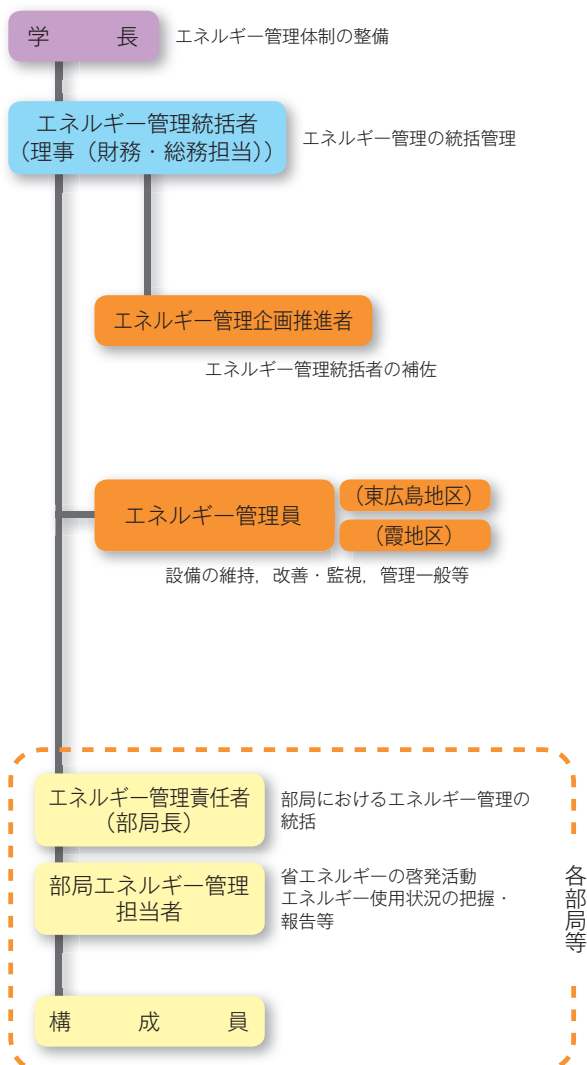 学　長
エネルギー管理体制の整備
エネルギー管理統括者
（理事（財務・総務担当））
エネルギー管理の統括管理
エネルギー管理企画推進者
エネルギー管理統括者の補佐
エネルギー管理員
（東広島地区）
（霞地区）
設備の維持，改善・監視，管理一般等
エネルギー管理責任者
（部局長）
部局におけるエネルギー管理の
統括
部局エネルギー管理
担当者
省エネルギーの啓発活動
エネルギー使用状況の把握・
報告等
各部局等
構　成　員